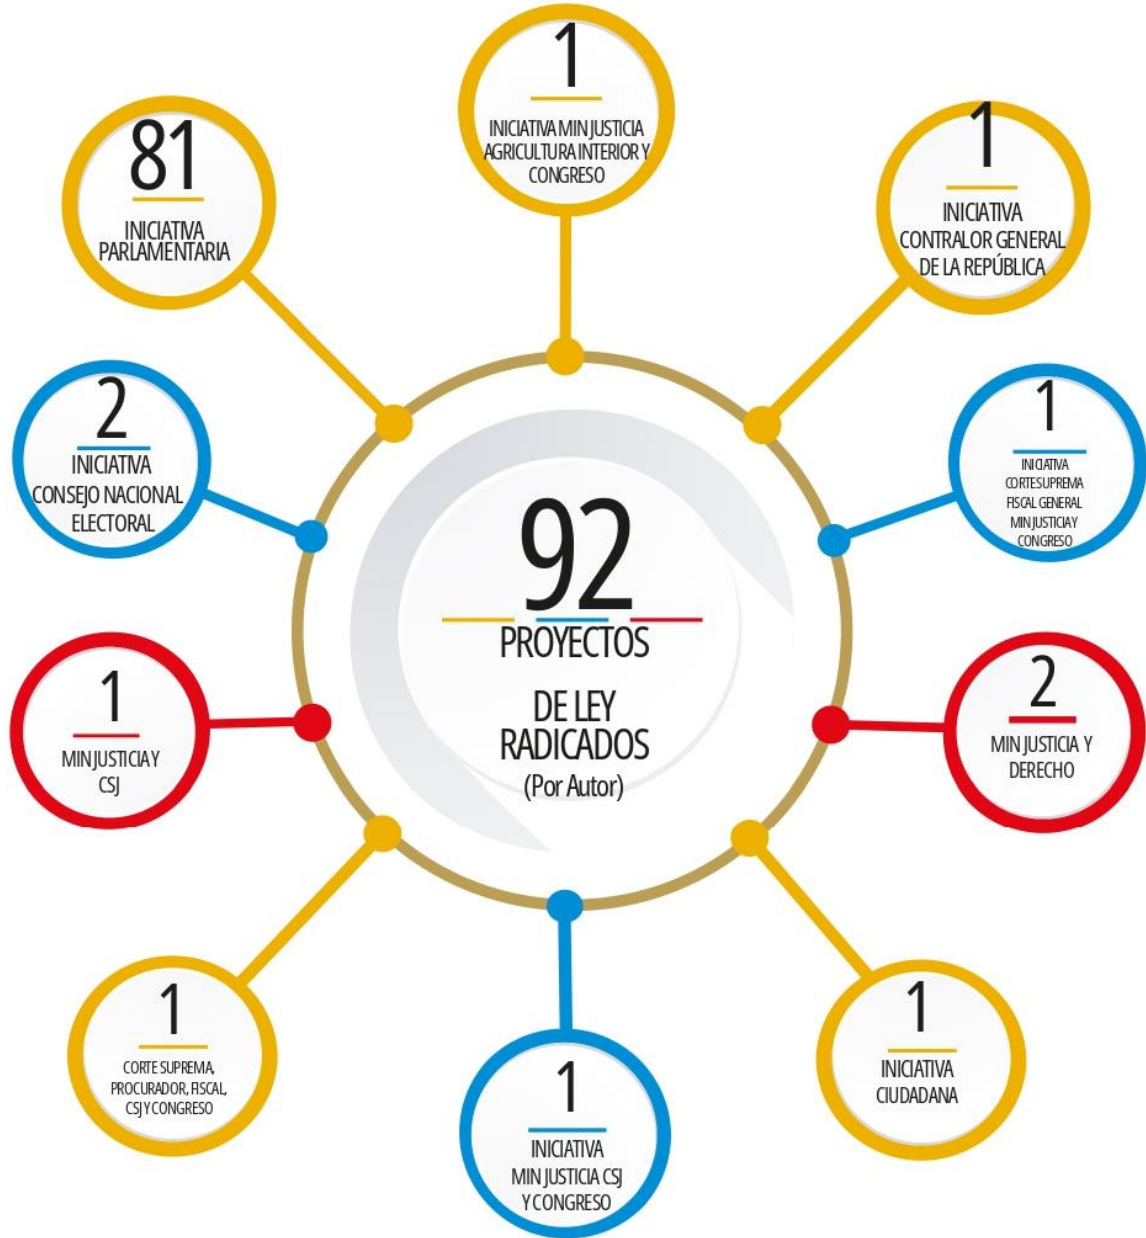 1
INICIATIVA MIN JUSTICIA
AGRICULTURA INTERIOR Y
CONGRESO
81
INICIATIVA
PARLAMENTARIA
1
INICIATIVA
CONTRALOR GENERAL
DE LA REPÚBLICA
2
INICIATIVA
CONSEJO NACIONAL
ELECTORAL
1
INICIATIVA
CORTE SUPREMA
FISCAL GENERAL
MIN JUSTICIA Y
CONGRESO
92
PROYECTOS
DE LEY
RADICADOS
(Por Autor)
1
MIN JUSTICIA Y
CSJ
2
MIN JUSTICIA Y
DERECHO
1
CORTE SUPREMA,
PROCURADOR, FISCAL,
CSJ Y CONGRESO
1
INICIATIVA
MIN JUSTICIA CSJ
Y CONGRESO
1
INICIATIVA
CIUDADANA